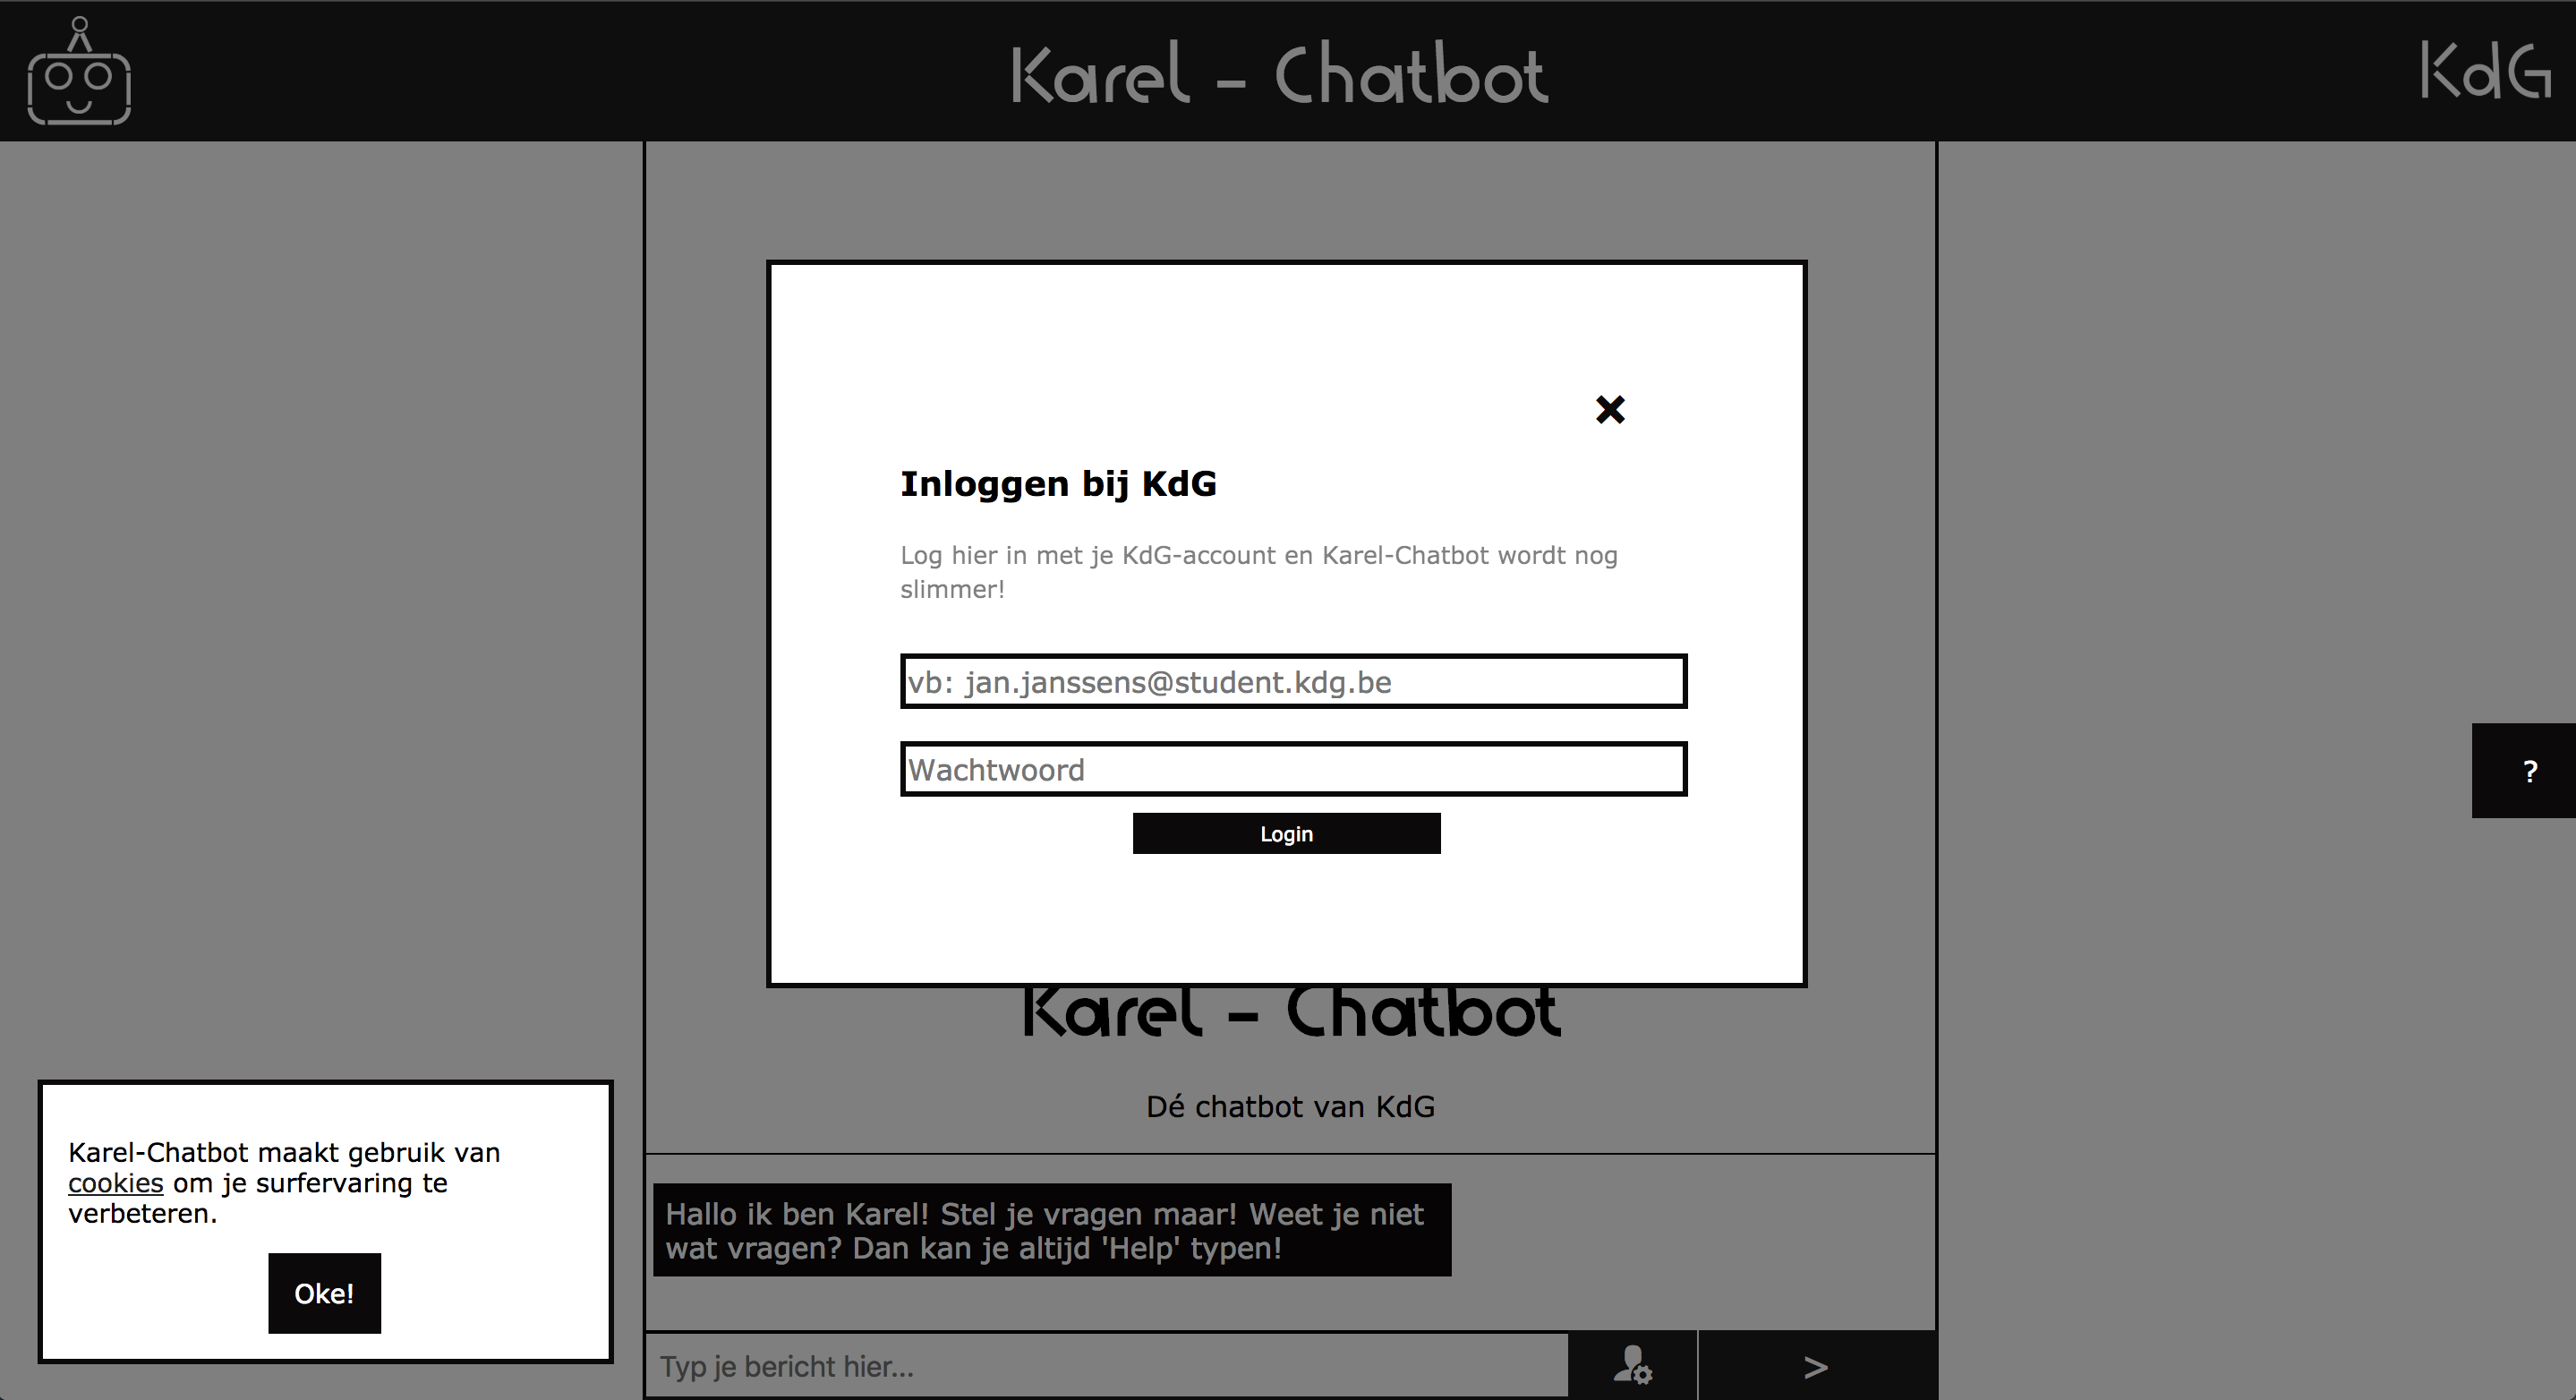 Karel - Chatbot
KdG
Inloggen bij KdG
Log hier in met je KdG-account en Karel-Chatbot wordt nog
slimmer!
vb: jan.janssens@student.kdg.be
Wachtwoord
Login
?
Karel - Chatbot
Dé chatbot van KdG
Karel-Chatbot maakt gebruik van
cookies om je surfervaring te
verbeteren.
Oke!
Hallo ik ben Karel! Stel je vragen maar! Weet je niet
wat vragen? Dan kan je altijd 'Help' typen!
Typ je bericht hier...
>